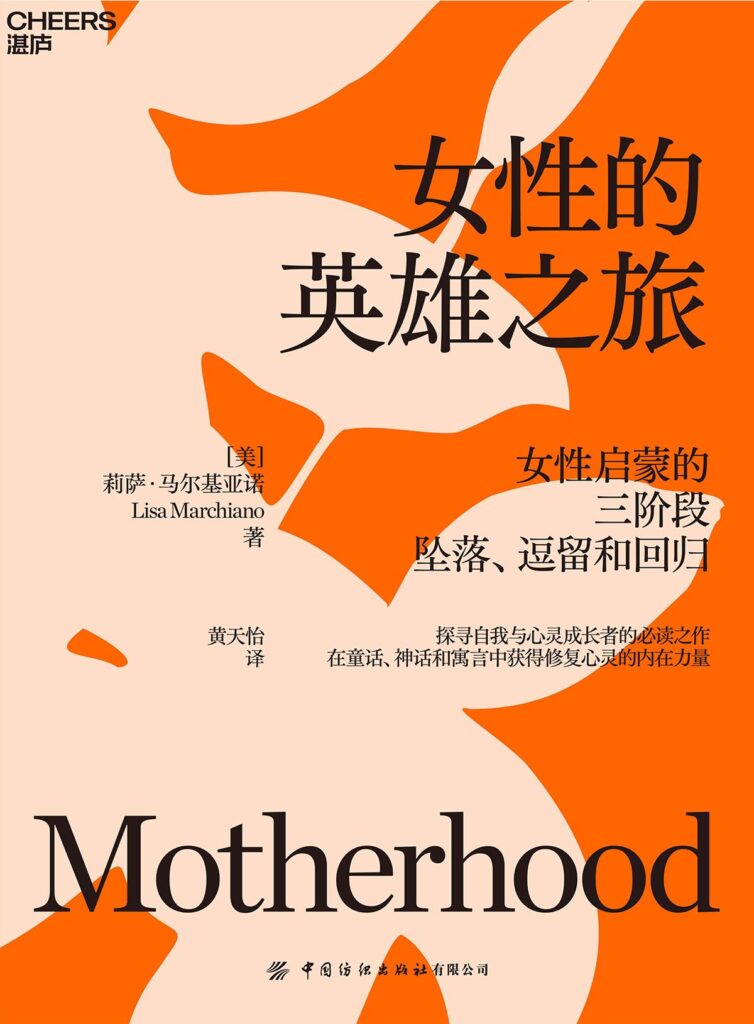 CHEERS
湛庐
女性的
英雄之旅
[美]
莉萨·马尔基亚诺
Lisa Marchiano
著
女性启蒙的
三阶段
坠落、逗留和回归
黄天怡
译
探寻自我与心灵成长者的必读之作
在童话、神话和寓言中获得修复心灵的内在力量
Motherhood
中国纺织出版社有限公司